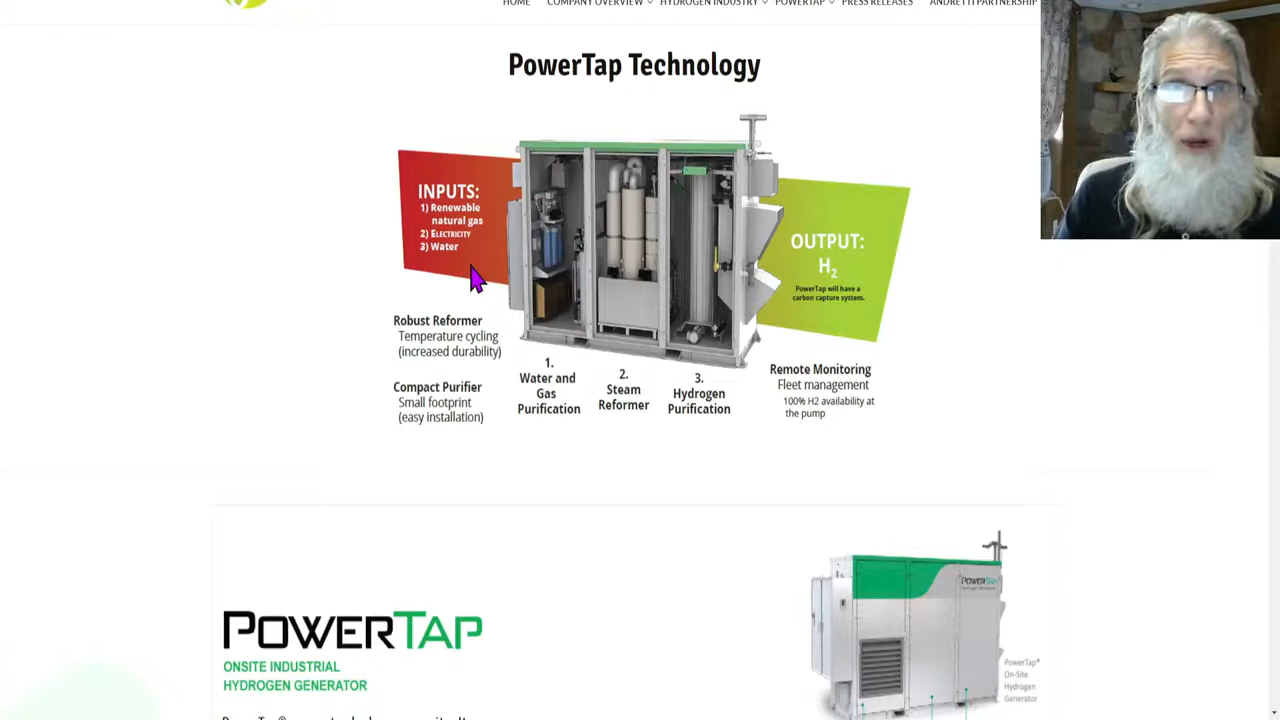 HOME COMPANY OVERVIEW HYDROGEN INDUSTRY POWERTAP PRESS RELEASES ANDRETTI PARTNERSHIP
PowerTap Technology
INPUTS:
1) Renewable
natural gas
2) ELECTRICITY
3) Water
OUTPUT:
H2
PowerTap will have a
carbon capture system.
Robust Reformer
Temperature cycling
(increased durability)
Compact Purifier
Small footprint
(easy installation)
1.
Water and
Gas
Purification
2.
Steam
Reformer
3.
Hydrogen
Purification
Remote Monitoring
Fleet management
100% H2 availability at
the pump
POWERTAP
ONSITE INDUSTRIAL
HYDROGEN GENERATOR
POWERTAP
PowerTap®
On-Site
Hydrogen
Generator